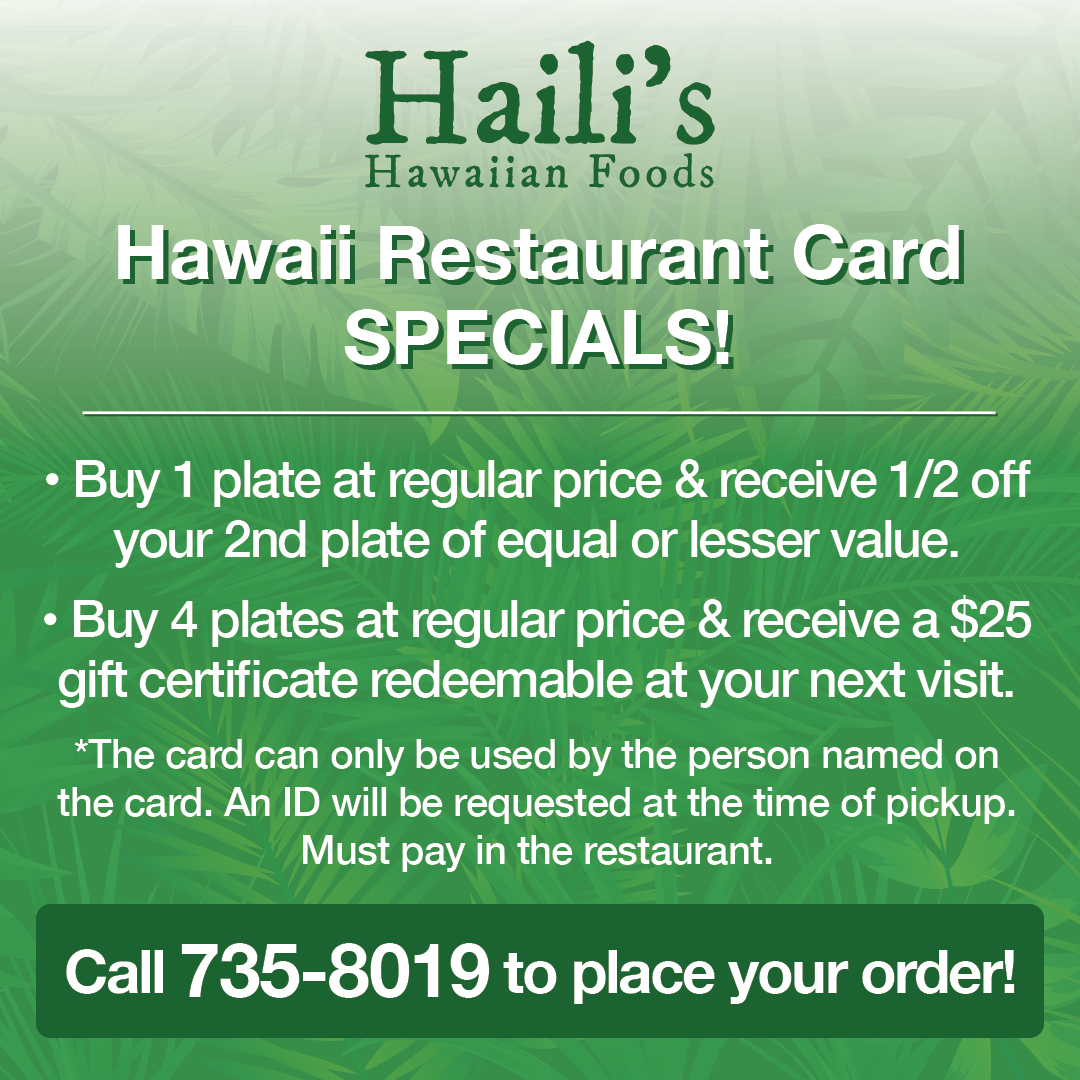 Haili's
Hawaiian Foods
Hawaii Restaurant Card
SPECIALS!
• Buy 1 plate at regular price & receive 1/2 off
your 2nd plate of equal or lesser value.
• Buy 4 plates at regular price & receive a $25
gift certificate redeemable at your next visit.
*The card can only be used by the person named on
the card. An ID will be requested at the time of pickup.
Must pay in the restaurant.
Call 735-8019 to place your order!